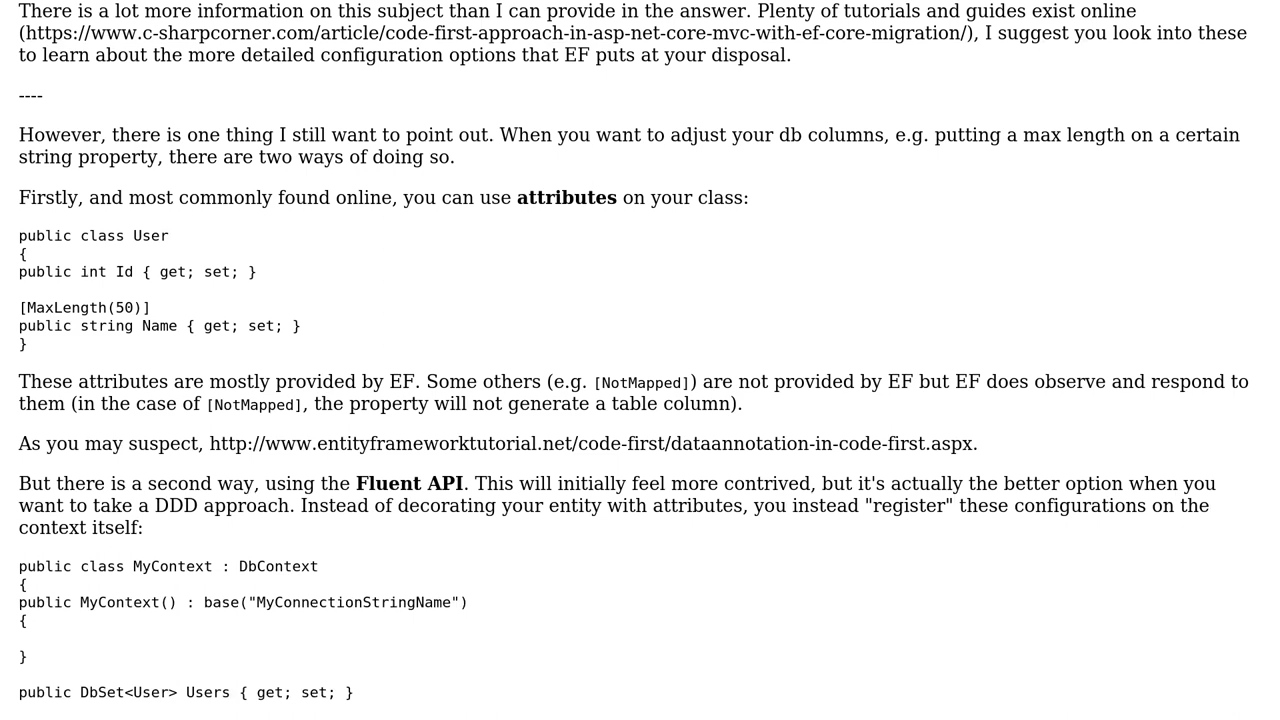 There is a lot more information on this subject than I can provide in the answer. Plenty of tutorials and guides exist online
(https://www.c-sharpcorner.com/article/code-first-approach-in-asp-net-core-mvc-with-ef-core-migration/), I suggest you look into these
to learn about the more detailed configuration options that EF puts at your disposal.
----
However, there is one thing I still want to point out. When you want to adjust your db columns, e.g. putting a max length on a certain
string property, there are two ways of doing so.
Firstly, and most commonly found online, you can use attributes on your class:
public class User
{
public int Id { get; set; }
[MaxLength(50)]
public string Name { get; set; }
}
These attributes are mostly provided by EF. Some others (e.g. [NotMapped]) are not provided by EF but EF does observe and respond to
them (in the case of [NotMapped], the property will not generate a table column).
As you may suspect, http://www.entityframeworktutorial.net/code-first/dataannotation-in-code-first.aspx.
But there is a second way, using the Fluent API. This will initially feel more contrived, but it's actually the better option when you
want to take a DDD approach. Instead of decorating your entity with attributes, you instead "register" these configurations on the
context itself:
public class MyContext : DbContext
{
public MyContext() : base("MyConnectionStringName")
{
}
public DbSet<User> Users { get; set; }